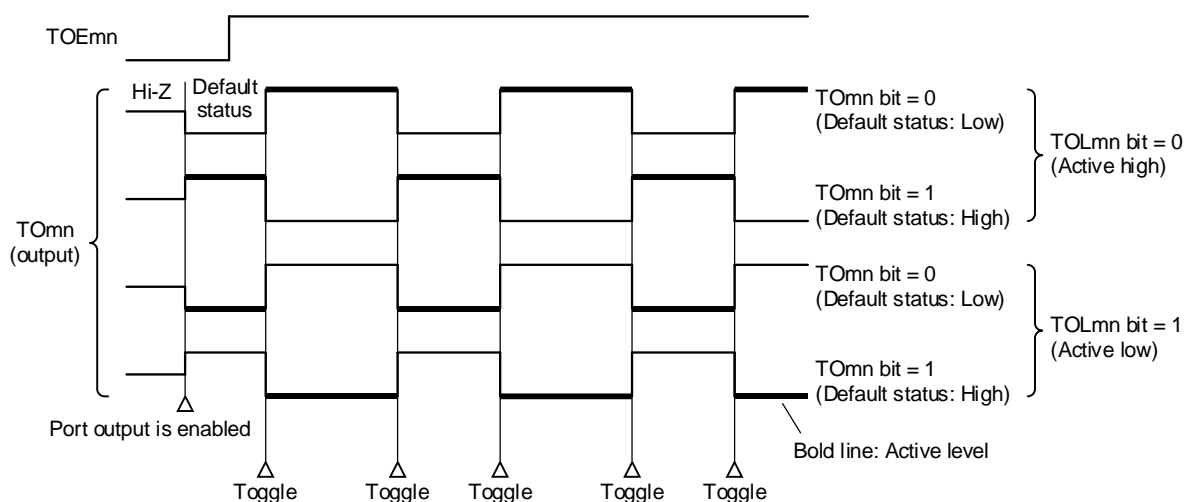 TOEmn
Hi-Z
Default
status
TOmn
(output)
TOmn bit = 0
(Default status: Low)
TOmn bit = 1
(Default status: High)
TOLmn bit = 0
(Active high)
TOmn bit = 0
(Default status: Low)
TOmn bit = 1
(Default status: High)
TOLmn bit = 1
(Active low)
Port output is enabled
Bold line: Active level
Toggle
Toggle
Toggle
Toggle
Toggle